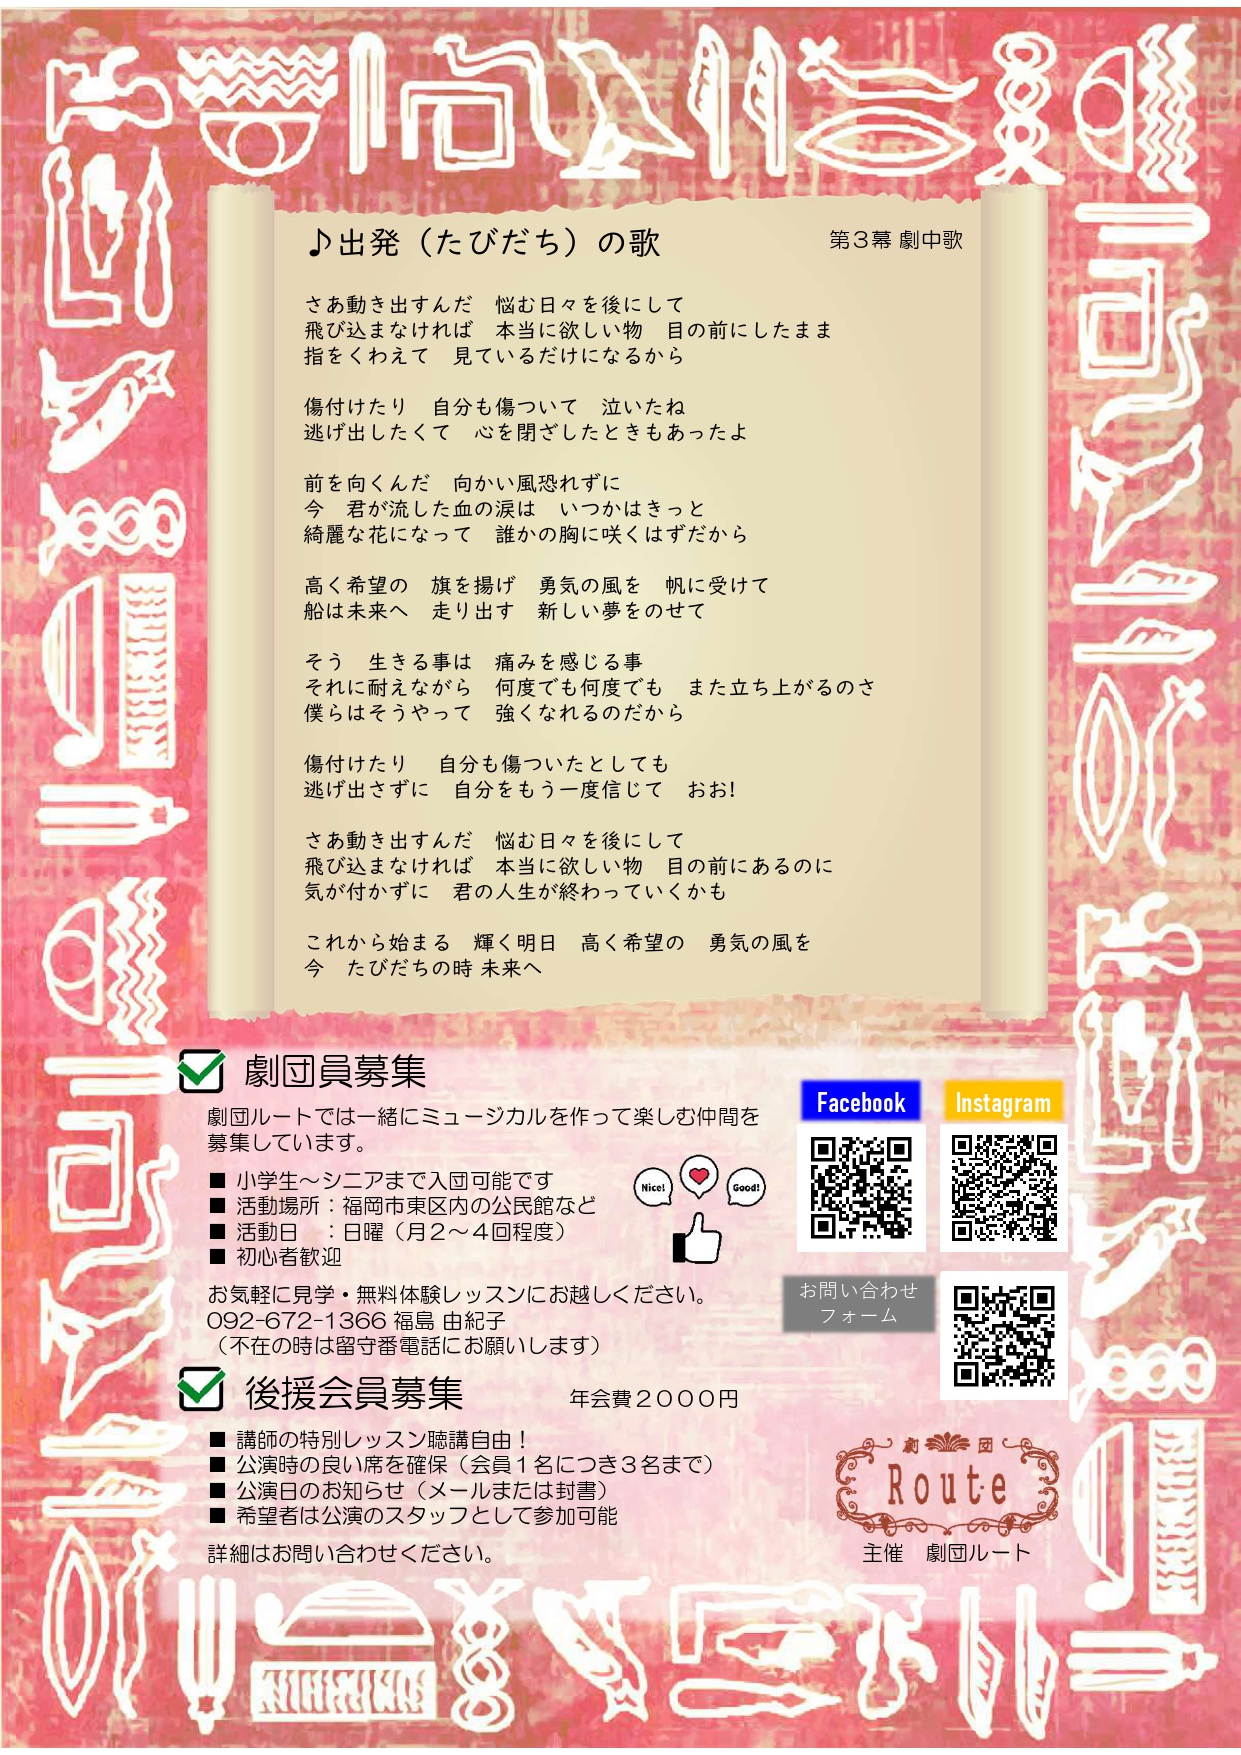 ♪出発（たびだち）の歌　第３幕 劇中歌
さあ動き出すんだ　悩む日々を後にして
飛び込まなければ　本当に欲しい物　目の前にしたまま
指をくわえて　見ているだけになるから
傷付けたり　自分も傷ついて　泣いたね
逃げ出したくて　心を閉ざしたときもあったよ
前を向くんだ　向かい風恐れずに
今　君が流した血の涙は　いつかはきっと
綺麗な花になって　誰かの胸に咲くはずだから
高く希望の　旗を揚げ　勇気の風を　帆に受けて
船は未来へ　走り出す　新しい夢をのせて
そう　生きる事は　痛みを感じる事
それに耐えながら　何度でも何度でも　また立ち上がるのさ
僕らはそうやって　強くなれるのだから
傷付けたり　自分も傷ついたとしても
逃げ出さずに　自分をもう一度信じて　おお!
さあ動き出すんだ　悩む日々を後にして
飛び込まなければ　本当に欲しい物　目の前にあるのに
気が付かずに　君の人生が終わっていくかも
これから始まる　輝く明日　高く希望の　勇気の風を
今　たびだちの時 未来へ
劇団員募集
劇団ルートでは一緒にミュージカルを作って楽しむ仲間を
募集しています。
■ 小学生～シニアまで入団可能です
■ 活動場所：福岡市東区内の公民館など
■ 活動日　：日曜（月２～４回程度）
■ 初心者歓迎
Nice!
Good!
お気軽に見学・無料体験レッスンにお越しください。
092-672-1366 福島 由紀子
（不在の時は留守番電話にお願いします）
Facebook
Instagram
お問い合わせ
フォーム
後援会員募集　年会費２０００円
■ 講師の特別レッスン聴講自由！
■ 公演時の良い席を確保（会員１名につき３名まで）
■ 公演日のお知らせ（メールまたは封書）
■ 希望者は公演のスタッフとして参加可能
詳細はお問い合わせください。
劇団
Route
主催　劇団ルート